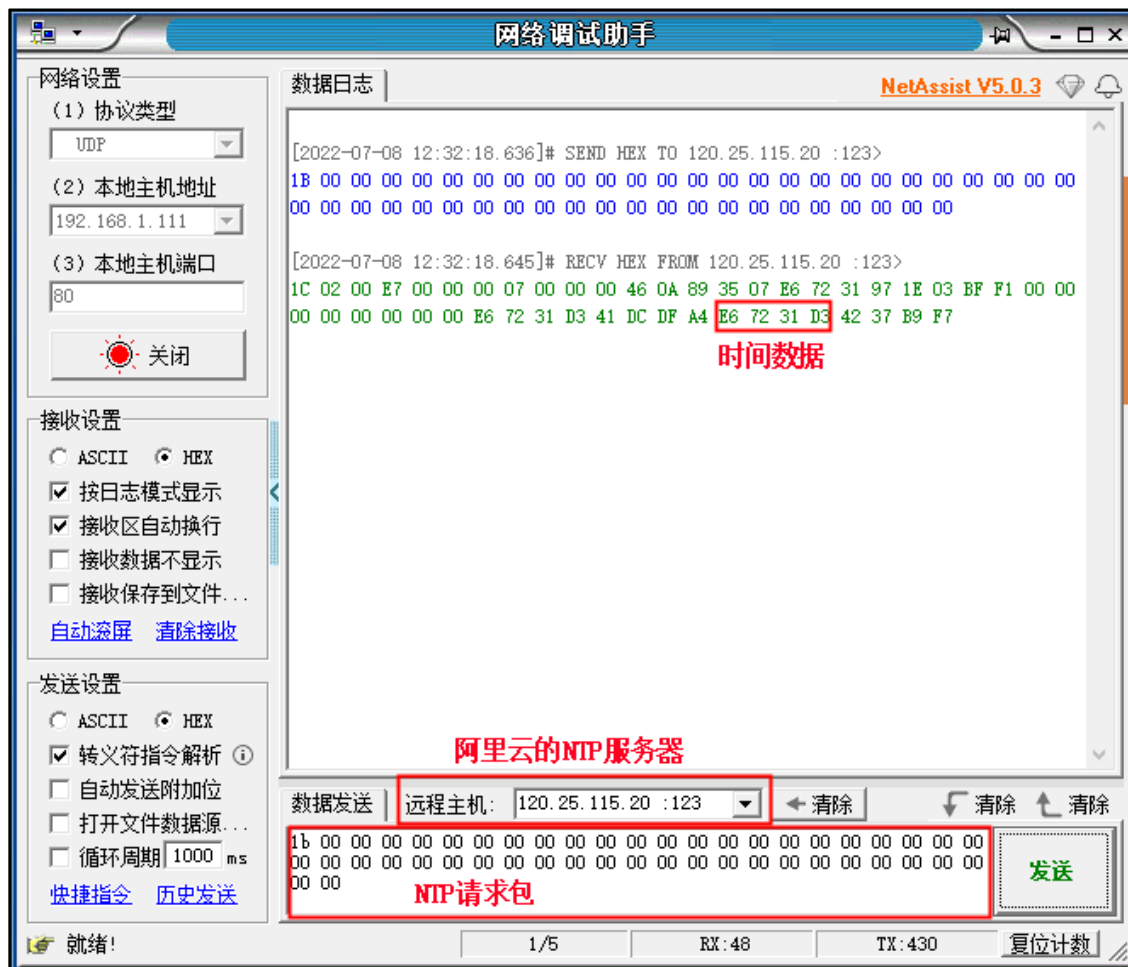 网络调试助手
网络设置
(1) 协议类型
UDP
(2) 本地主机地址
192.168.1.111
(3) 本地主机端口
80
关闭
接收设置
ASCII HEX
按日志模式显示
接收区自动换行
接收数据不显示
接收保存到文件...
自动滚屏 清除接收
发送设置
ASCII HEX
转义符指令解析
自动发送附加位
打开文件数据源...
循环周期 1000 ms
快捷指令 历史发送
数据日志 NetAssist V5.0.3
[2022-07-08 12:32:18.636]# SEND HEX TO 120.25.115.20 :123>
1B 00 00 00 00 00 00 00 00 00 00 00 00 00 00 00 00 00 00 00 00 00 00 00 00 00
00 00 00 00 00 00 00 00 00 00 00 00 00 00 00 00 00 00 00 00 00 00
[2022-07-08 12:32:18.645]# RECV HEX FROM 120.25.115.20 :123>
1C 02 00 E7 00 00 00 07 00 00 00 46 0A 89 35 07 E6 72 31 97 1E 03 BF F1 00 00
00 00 00 00 00 00 E6 72 31 D3 41 DC DF A4 E6 72 31 D3 42 37 B9 F7
时间数据
阿里云的NTP服务器
数据发送 远程主机: 120.25.115.20 :123 清除 清除 清除
1b 00 00 00 00 00 00 00 00 00 00 00 00 00 00 00 00 00 00 00 00 00 00
00 00 00 00 00 00 00 00 00 00 00 00 00 00 00 00 00 00 00 00 00 00 00
00 00
NTP请求包
发送
就绪! 1/5 RX:48 TX:430 复位计数